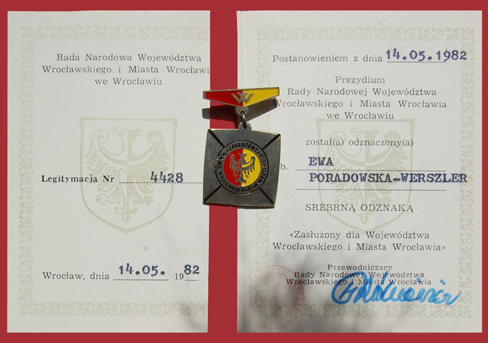 Rada Narodowa Województwa
Wrocławskiego i Miasta Wrocławia
we Wrocławiu
Legitymacja Nr 4428
Wrocław, dnia 14.05. 1982
Postanowieniem z dnia 14.05.1982
Prezydium
Rady Narodowej Województwa
Wrocławskiego i Miasta Wrocławia
we Wrocławiu
został(a) odznaczony(a)
b. EWA
PORADOWSKA-WERSZLER
SREBRNĄ ODZNAKĄ
«Zasłużony dla Województwa
Wrocławskiego i Miasta Wrocławia»
Przewodniczący
Rady Narodowej Województwa
Wrocławskiego i Miasta Wrocławia